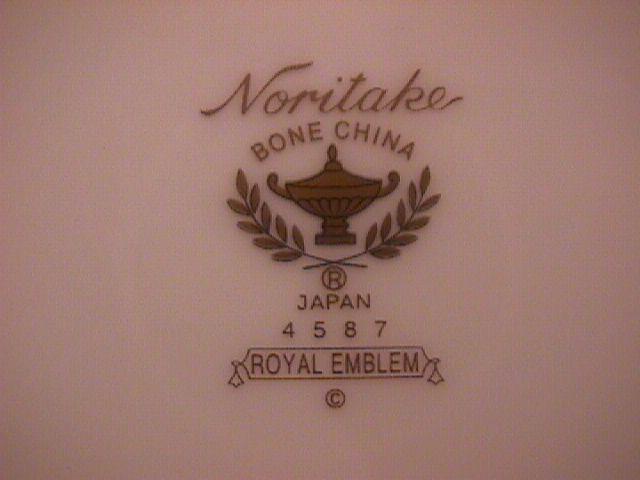 Noritake
BONE CHINA
®
JAPAN
4587
ROYAL EMBLEM
©